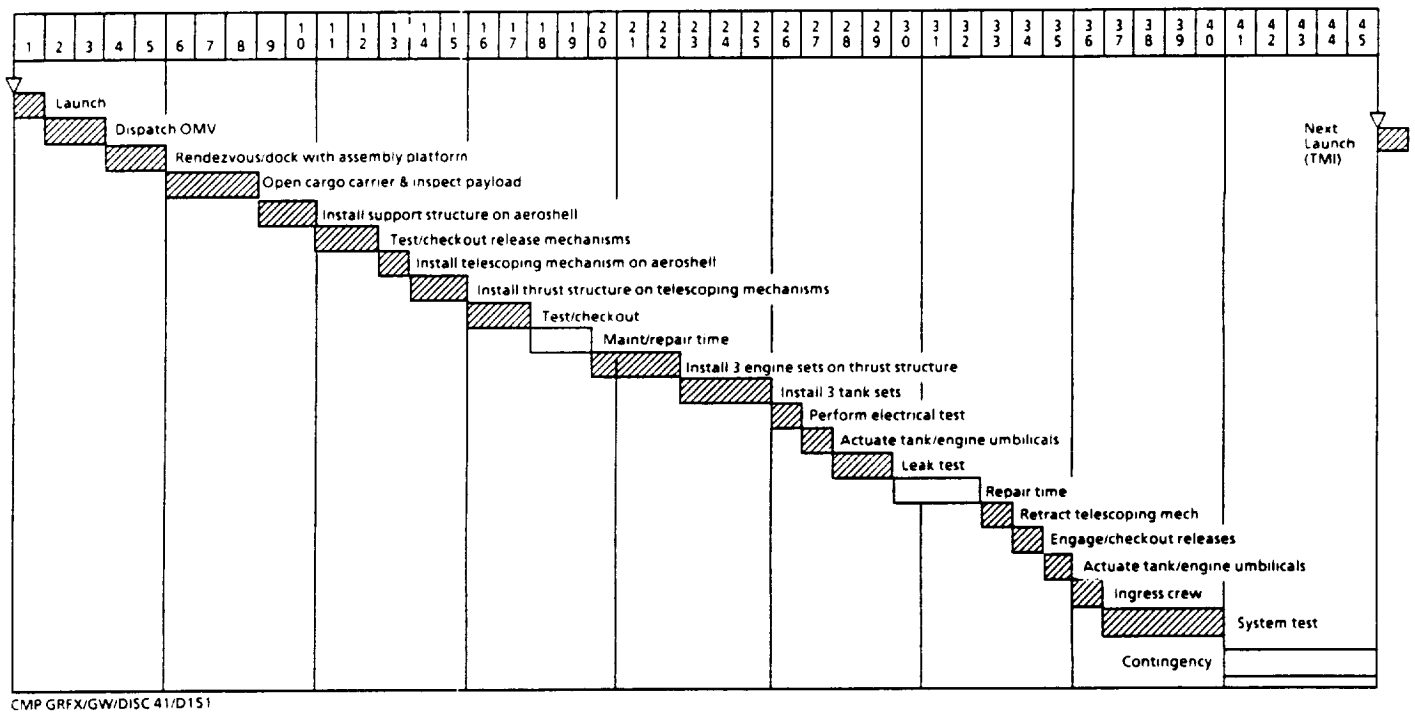 1 2 3 4 5 6 7 8 9 10 11 12 13 14 15 16 17 18 19 20 21 22 23 24 25 26 27 28 29 30 31 32 33 34 35 36 37 38 39 40 41 42 43 44 45
Launch
Dispatch OMV
Next
Launch
(TMI)
Rendezvous/dock with assembly platform
Open cargo carrier & inspect payload
Install support structure on aeroshell
Test/checkout release mechanisms
Install telescoping mechanism on aeroshell
Install thrust structure on telescoping mechanisms
Test/checkout
Maint/repair time
Install 3 engine sets on thrust structure
Install 3 tank sets
Perform electrical test
Actuate tank/engine umbilicals
Leak test
Repair time
Retract telescoping mech
Engage/checkout releases
Actuate tank/engine umbilicals
Ingress crew
System test
Contingency
CMP GRFX/GW/DISC 41/D151